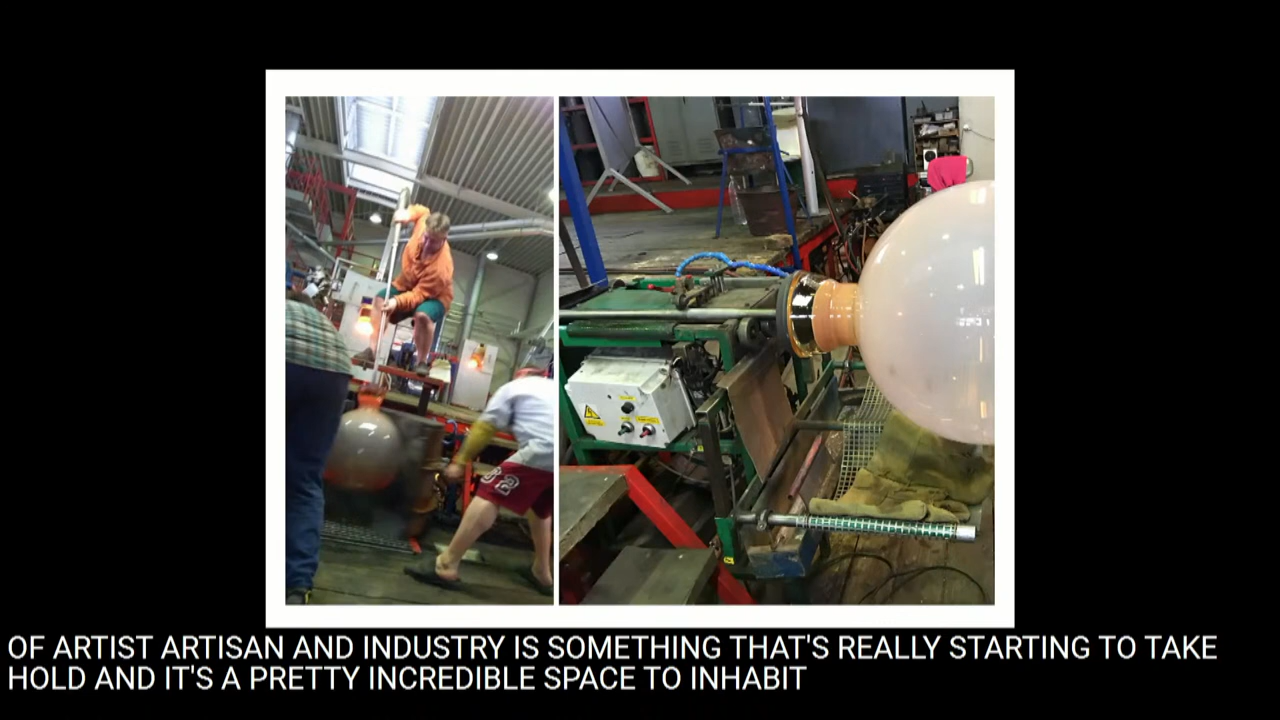 32
OF ARTIST ARTISAN AND INDUSTRY IS SOMETHING THAT'S REALLY STARTING TO TAKE
HOLD AND IT'S A PRETTY INCREDIBLE SPACE TO INHABIT